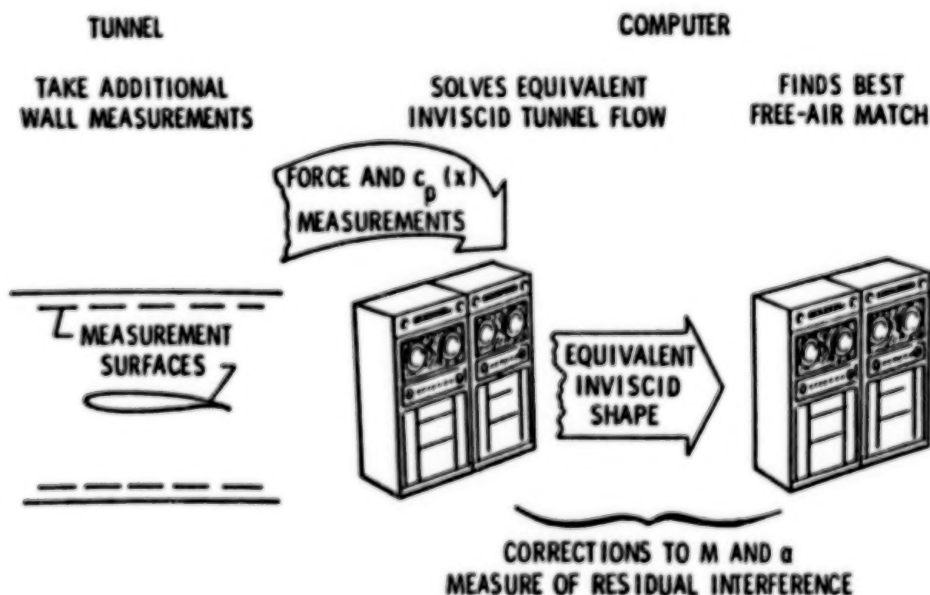 TUNNEL
COMPUTER
TAKE ADDITIONAL
WALL MEASUREMENTS
SOLVES EQUIVALENT
INVISCID TUNNEL FLOW
FINDS BEST
FREE-AIR MATCH
FORCE AND c_p (x)
MEASUREMENTS
MEASUREMENT
SURFACES
EQUIVALENT
INVISCID
SHAPE
CORRECTIONS TO M AND α
MEASURE OF RESIDUAL INTERFERENCE